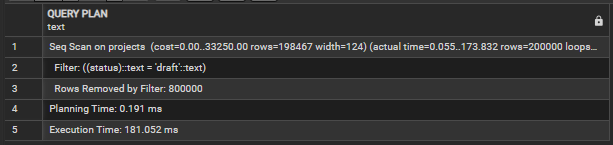 QUERY PLAN
text
1 Seq Scan on projects (cost=0.00..33250.00 rows=198467 width=124) (actual time=0.055..173.832 rows=200000 loops...
2 Filter: ((status)::text = 'draft'::text)
3 Rows Removed by Filter: 800000
4 Planning Time: 0.191 ms
5 Execution Time: 181.052 ms